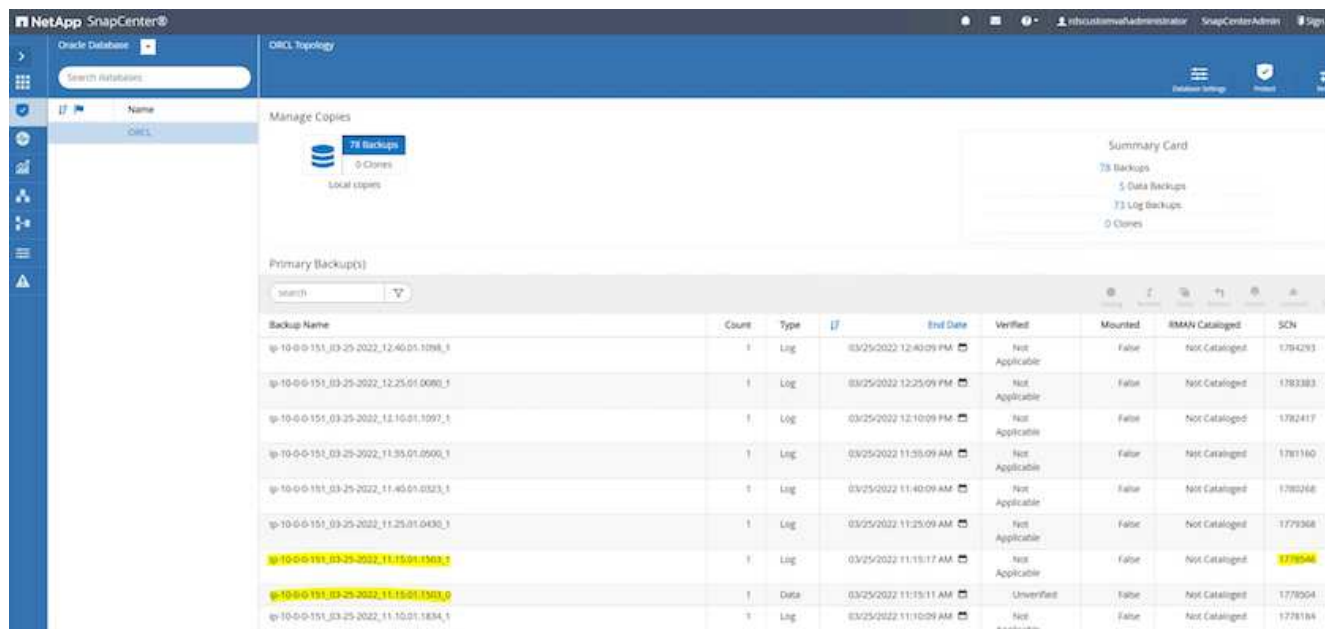 NetApp SnapCenter®
rdscustomval\administrator SnapCenterAdmin Sign
Oracle Database
ORCL Topology
Search databases
Database Settings Protect
Name
ORCL
Manage Copies
78 Backups
0 Clones
Local copies
Summary Card
78 Backups
5 Data Backups
73 Log Backups
0 Clones
Primary Backup(s)
search
Backup Name Count Type End Date Verified Mounted RMAN Cataloged SCN
ip-10-0-0-151_03-25-2022_12.40.01.1098_1 1 Log 03/25/2022 12:40:09 PM Not Applicable False Not Cataloged 1784293
ip-10-0-0-151_03-25-2022_12.25.01.0080_1 1 Log 03/25/2022 12:25:09 PM Not Applicable False Not Cataloged 1783383
ip-10-0-0-151_03-25-2022_12.10.01.1097_1 1 Log 03/25/2022 12:10:09 PM Not Applicable False Not Cataloged 1782417
ip-10-0-0-151_03-25-2022_11.55.01.0500_1 1 Log 03/25/2022 11:55:09 AM Not Applicable False Not Cataloged 1781160
ip-10-0-0-151_03-25-2022_11.40.01.0323_1 1 Log 03/25/2022 11:40:09 AM Not Applicable False Not Cataloged 1780268
ip-10-0-0-151_03-25-2022_11.25.01.0430_1 1 Log 03/25/2022 11:25:09 AM Not Applicable False Not Cataloged 1779368
ip-10-0-0-151_03-25-2022_11.15.01.1503_1 1 Log 03/25/2022 11:15:17 AM Not Applicable False Not Cataloged 1778546
ip-10-0-0-151_03-25-2022_11.15.01.1503_0 1 Data 03/25/2022 11:15:11 AM Unverified False Not Cataloged 1778504
ip-10-0-0-151_03-25-2022_11.10.01.1834_1 1 Log 03/25/2022 11:10:09 AM Not Applicable False Not Cataloged 1778184